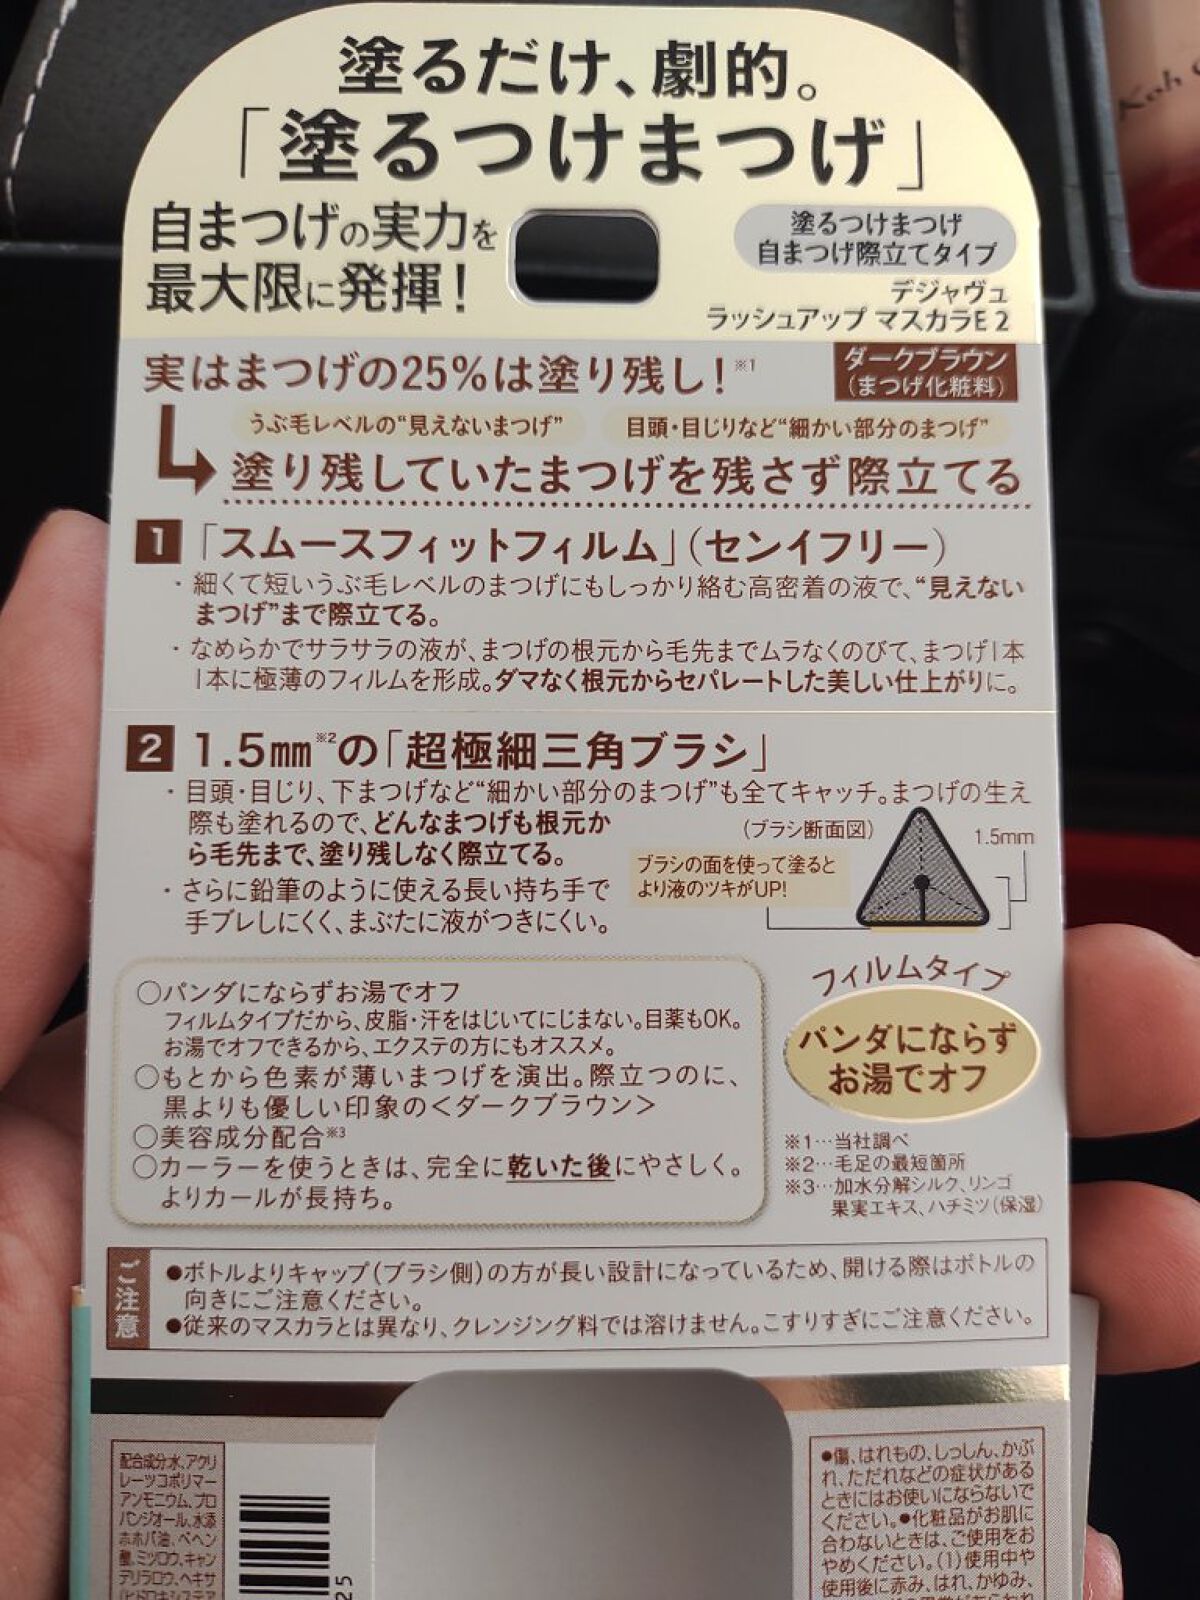 塗るだけ、劇的。
「塗るつけまつげ」
自まつげの実力を
最大限に発揮！
塗るつけまつげ
自まつげ際立てタイプ
デジャヴュ
ラッシュアップ マスカラE 2
ダークブラウン
(まつげ化粧料)
実はまつげの25%は塗り残し！※1
うぶ毛レベルの“見えないまつげ” 目頭・目じりなど“細かい部分のまつげ”
塗り残していたまつげを残さず際立てる
1 「スムースフィットフィルム」(センイフリー)
・細くて短いうぶ毛レベルのまつげにもしっかり絡む高密着の液で、“見えない
まつげ”まで際立てる。
・なめらかでサラサラの液が、まつげの根元から毛先までムラなくのびて、まつげ1本
1本に極薄のフィルムを形成。ダマなく根元からセパレートした美しい仕上がりに。
2 1.5mm※2の「超極細三角ブラシ」
・目頭・目じり、下まつげなど“細かい部分のまつげ”も全てキャッチ。まつげの生え
際も塗れるので、どんなまつげも根元か
ら毛先まで、塗り残しなく際立てる。
・さらに鉛筆のように使える長い持ち手で
手ブレしにくく、まぶたに液がつきにくい。
(ブラシ断面図)
1.5mm
ブラシの面を使って塗ると
より液のツキがUP!
○パンダにならずお湯でオフ
フィルムタイプだから、皮脂・汗をはじいてにじまない。目薬もOK。
お湯でオフできるから、エクステの方にもオススメ。
○もとから色素が薄いまつげを演出。際立つのに、
黒よりも優しい印象の<ダークブラウン>
○美容成分配合※3
○カーラーを使うときは、完全に乾いた後にやさしく。
よりカールが長持ち。
フィルムタイプ
パンダにならず
お湯でオフ
※1…当社調べ
※2…毛足の最短箇所
※3…加水分解シルク、リンゴ
果実エキス、ハチミツ(保湿)
ご注意
●ボトルよりキャップ(ブラシ側)の方が長い設計になっているため、開ける際はボトルの
向きにご注意ください。
●従来のマスカラとは異なり、クレンジング料では溶けません。こすりすぎにご注意ください。
配合成分水、アクリ
レーツコポリマー
アンモニウム、プロ
パンジオール、水添
ホホバ油、ベヘン
酸、ミツロウ、キャン
デリラロウ、ヘキサ
(ヒドロキシステア
25
●傷、はれもの、しっしん、かぶ
れ、ただれなどの症状がある
ときにはお使いにならないで
ください。●化粧品がお肌に
合わないときは、ご使用をお
やめください。(1)使用中や
使用後に赤み、はれ、かゆみ、
Koh